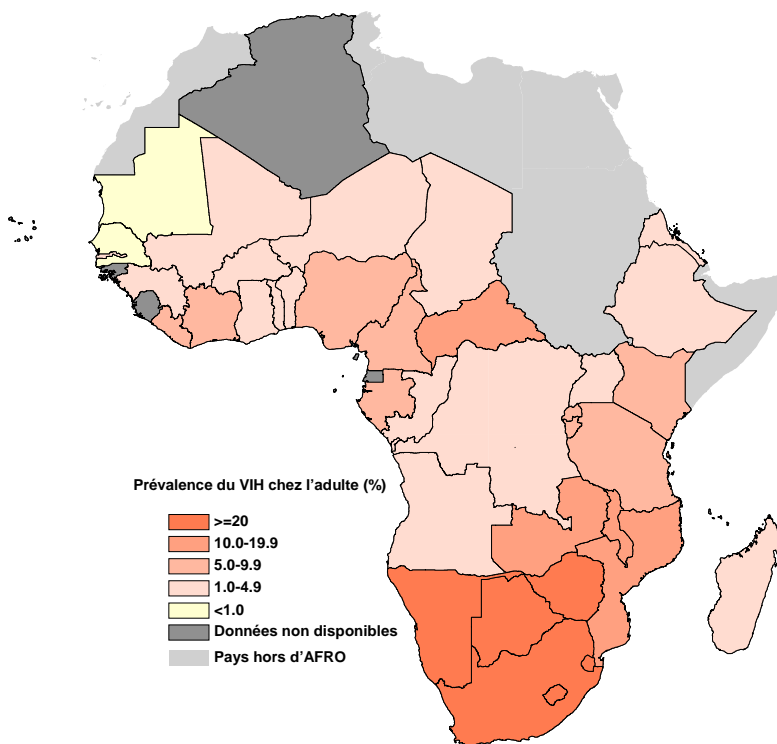 Prévalence du VIH chez l'adulte (%)
>=20
10.0-19.9
5.0-9.9
1.0-4.9
<1.0
Données non disponibles
Pays hors d'AFRO